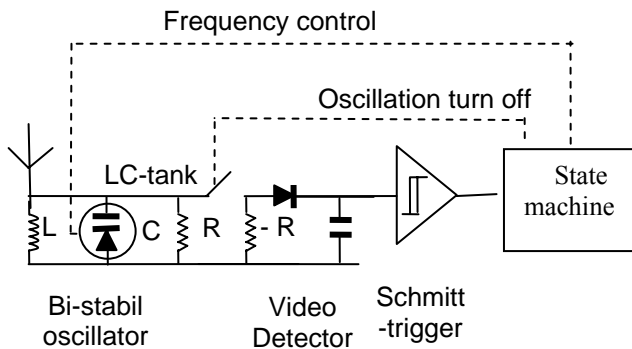 Frequency control
Oscillation turn off
LC-tank
State
machine
L
C
R
- R
Bi-stabil
oscillator
Video
Detector
Schmitt
-trigger